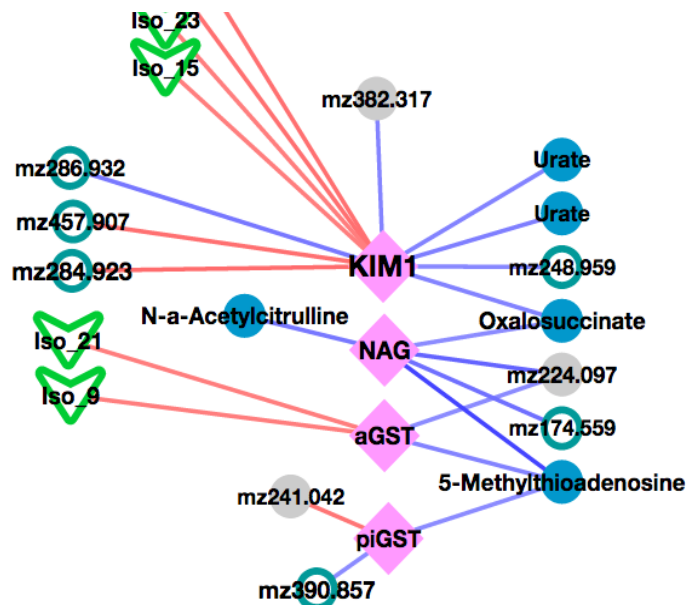 Iso_23
Iso_15
mz382.317
mz286.932
Urate
mz457.907
Urate
mz284.923
KIM1
mz248.959
N-a-Acetylcitrulline
Oxalosuccinate
Iso_21
NAG
mz224.097
Iso_9
aGST
mz174.559
5-Methylthioadenosine
mz241.042
piGST
mz390.857